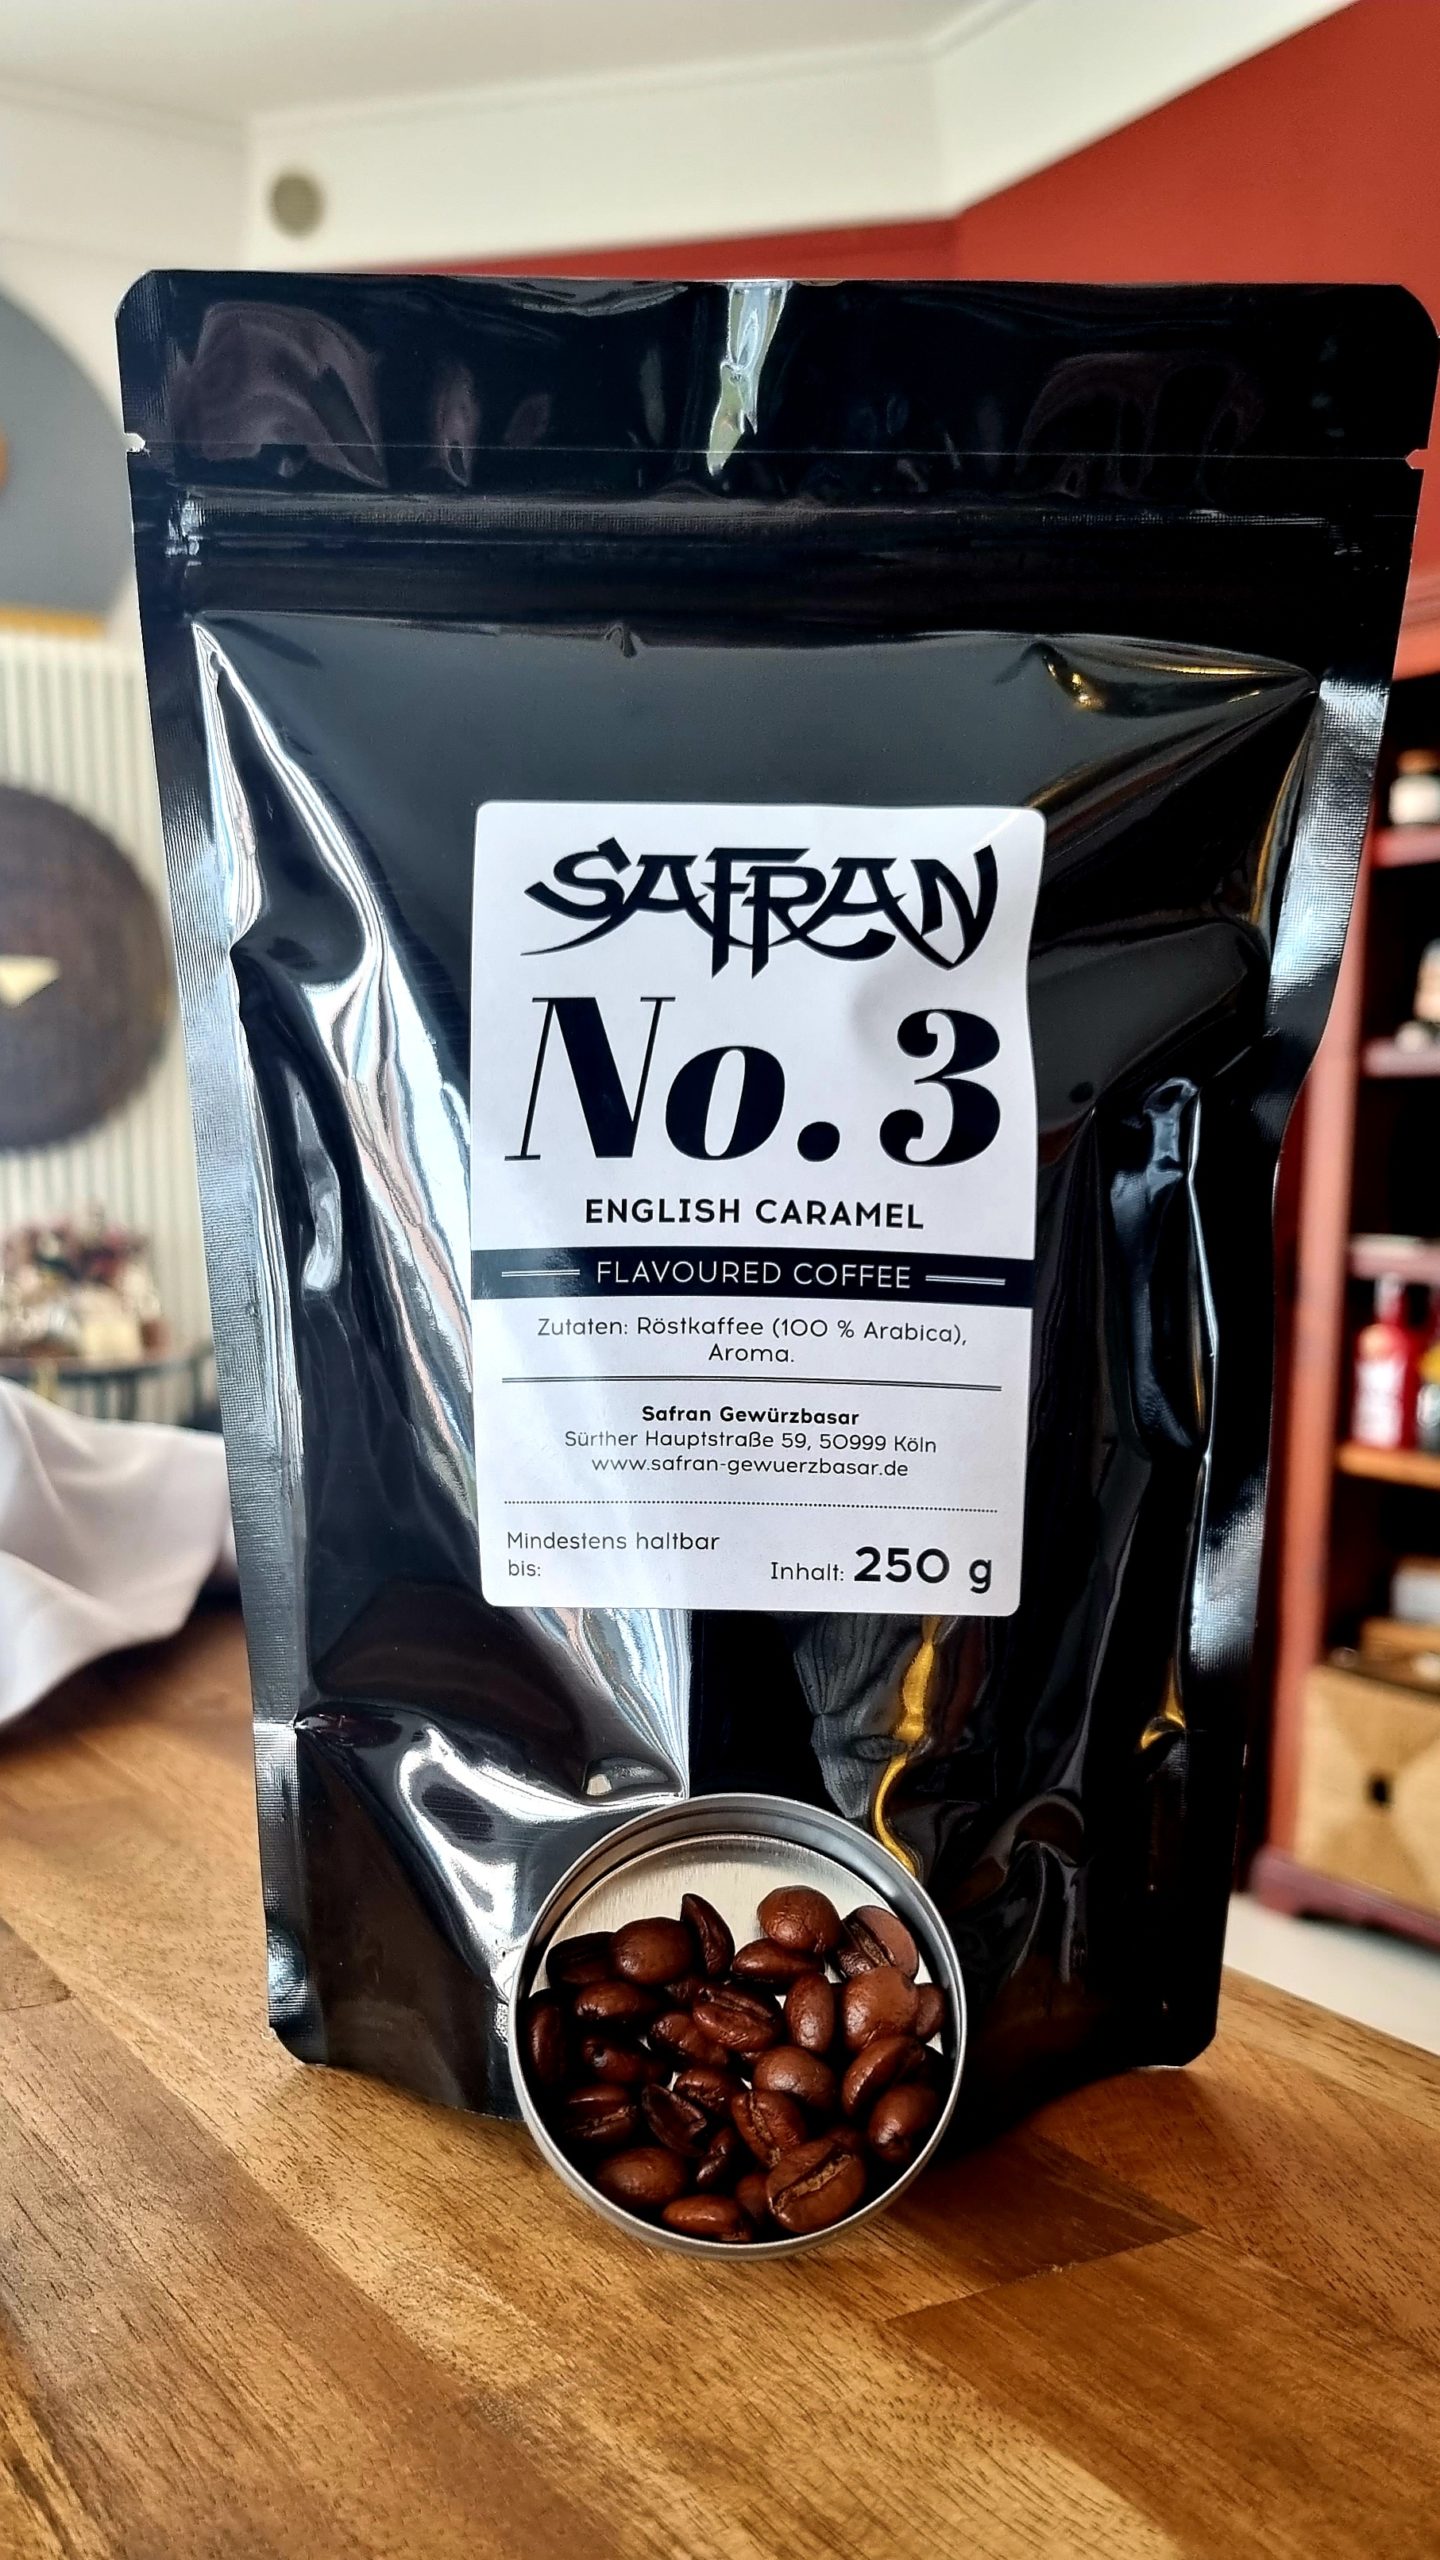 SAFRAN
No. 3
ENGLISH CARAMEL
FLAVOURED COFFEE
Zutaten: Röstkaffee (100 % Arabica),
Aroma.
Safran Gewürzbasar
Sürther Hauptstraße 59, 50999 Köln
www.safran-gewuerzbasar.de
Mindestens haltbar
bis:
Inhalt: 250 g